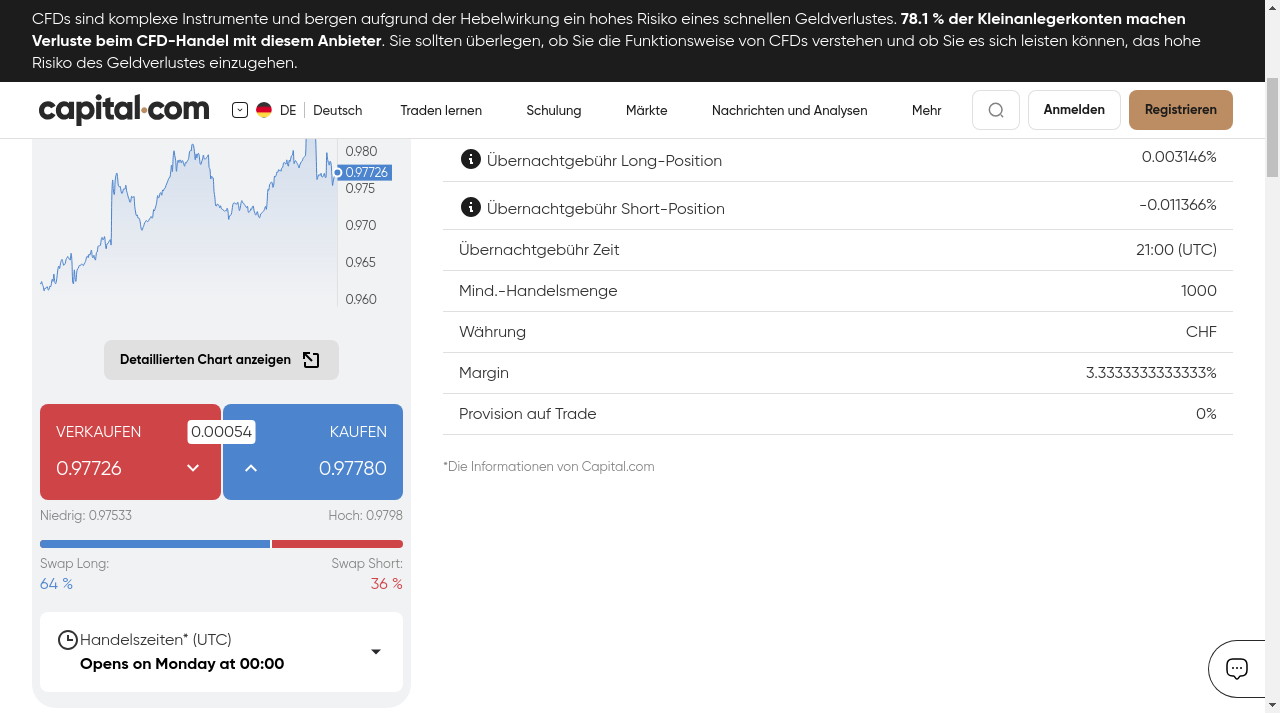 CFDs sind komplexe Instrumente und bergen aufgrund der Hebelwirkung ein hohes Risiko eines schnellen Geldverlustes. 78.1 % der Kleinanlegerkonten machen
Verluste beim CFD-Handel mit diesem Anbieter. Sie sollten überlegen, ob Sie die Funktionsweise von CFDs verstehen und ob Sie es sich leisten können, das hohe
Risiko des Geldverlustes einzugehen.
capital.com
DE
Deutsch
Traden lernen
Schulung
Märkte
Nachrichten und Analysen
Mehr
Anmelden
Registrieren
0.980
0.97726
0.975
0.970
0.965
0.960
Detaillierten Chart anzeigen
VERKAUFEN
0.97726
0.00054
KAUFEN
0.97780
Niedrig: 0.97533
Hoch: 0.9798
Swap Long:
Swap Short:
64 %
36 %
Handelszeiten* (UTC)
Opens on Monday at 00:00
Übernachtgebühr Long-Position
0.003146%
Übernachtgebühr Short-Position
-0.011366%
Übernachtgebühr Zeit
21:00 (UTC)
Mind.-Handelsmenge
1000
Währung
CHF
Margin
3.3333333333333%
Provision auf Trade
0%
*Die Informationen von Capital.com